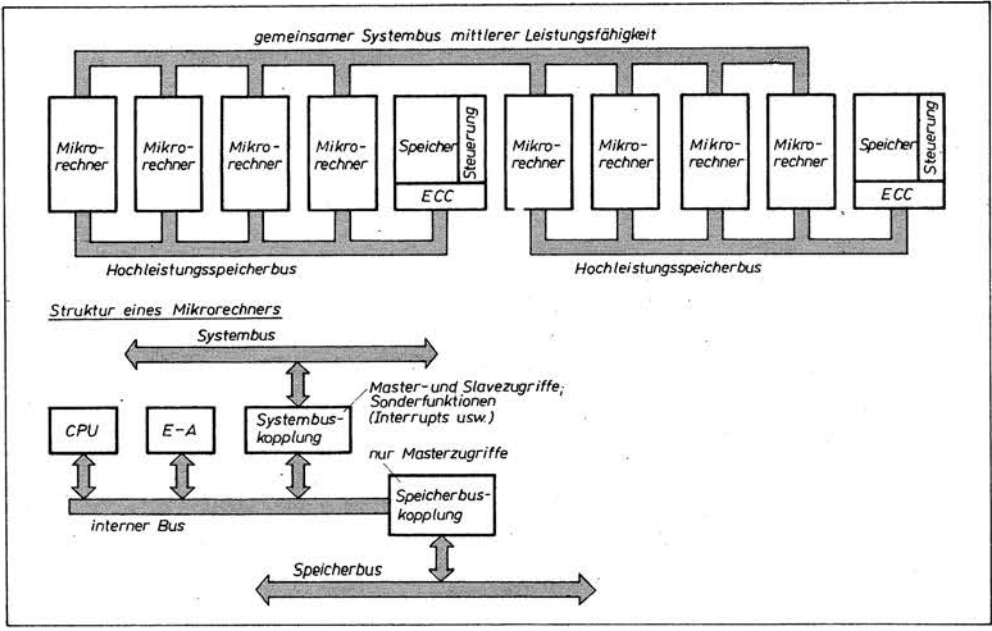 gemeinsamer Systembus mittlerer Leistungsfähigkeit
Mikro-
rechner
Mikro-
rechner
Mikro-
rechner
Mikro-
rechner
Speicher
Steuerung
ECC
Mikro-
rechner
Mikro-
rechner
Mikro-
rechner
Mikro-
rechner
Speicher
Steuerung
ECC
Hochleistungsspeicherbus
Hochleistungsspeicherbus
Struktur eines Mikrorechners
Systembus
Master- und Slavezugriffe;
Sonderfunktionen
(Interrupts usw.)
CPU
E-A
Systembus-
kopplung
nur Masterzugriffe
Speicherbus-
kopplung
interner Bus
Speicherbus